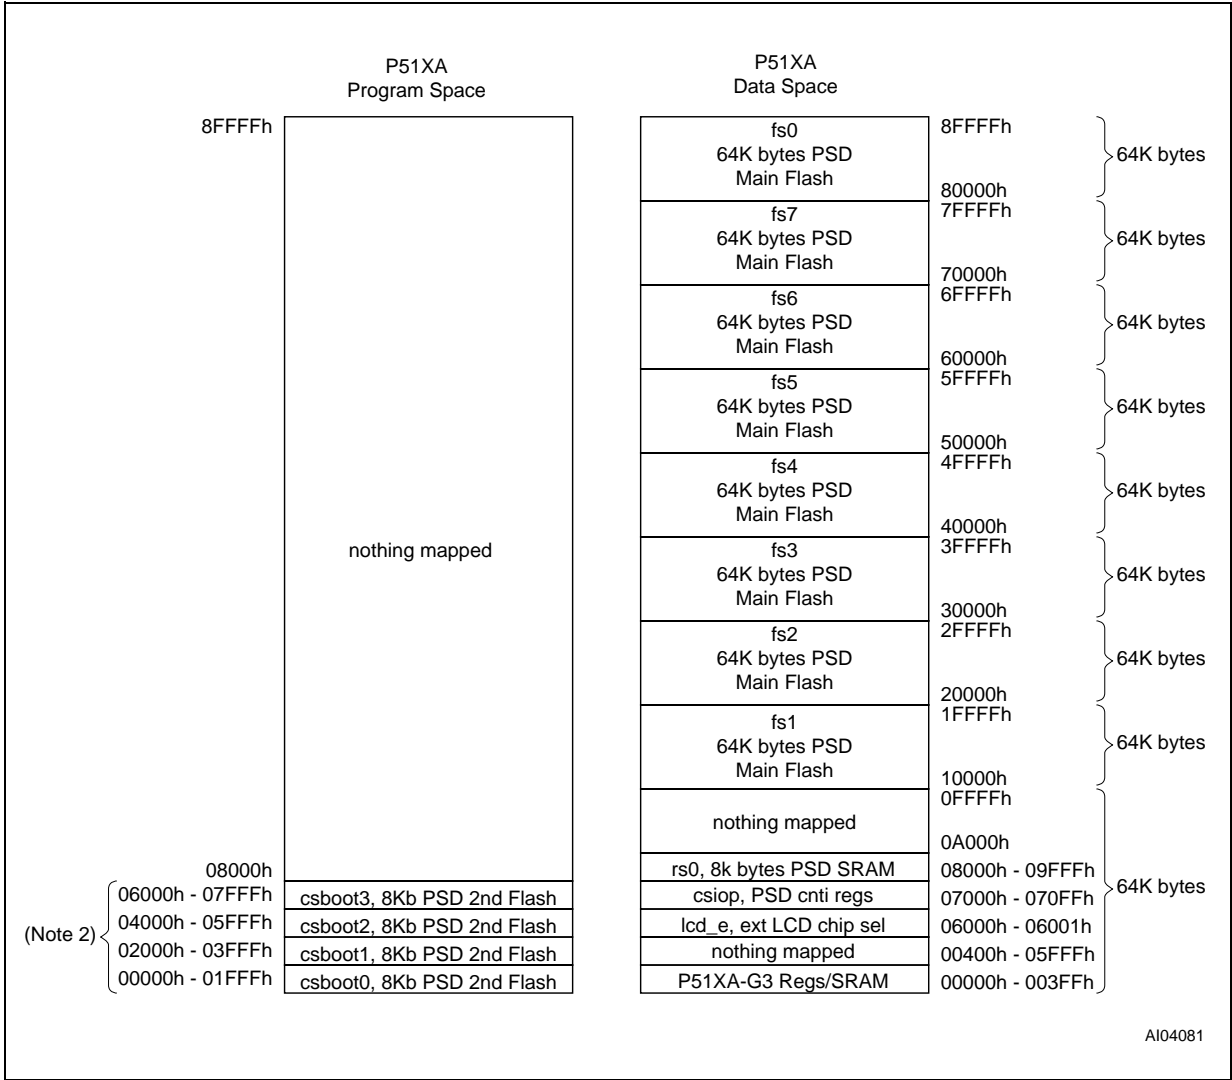 P51XA
Program Space
8FFFFh
nothing mapped
08000h
(Note 2)
06000h - 07FFFh
csboot3, 8Kb PSD 2nd Flash
04000h - 05FFFh
csboot2, 8Kb PSD 2nd Flash
02000h - 03FFFh
csboot1, 8Kb PSD 2nd Flash
00000h - 01FFFh
csboot0, 8Kb PSD 2nd Flash
P51XA
Data Space
fs0
64K bytes PSD
Main Flash
8FFFFh
80000h
64K bytes
fs7
64K bytes PSD
Main Flash
7FFFFh
70000h
64K bytes
fs6
64K bytes PSD
Main Flash
6FFFFh
60000h
64K bytes
fs5
64K bytes PSD
Main Flash
5FFFFh
50000h
64K bytes
fs4
64K bytes PSD
Main Flash
4FFFFh
40000h
64K bytes
fs3
64K bytes PSD
Main Flash
3FFFFh
30000h
64K bytes
fs2
64K bytes PSD
Main Flash
2FFFFh
20000h
64K bytes
fs1
64K bytes PSD
Main Flash
1FFFFh
10000h
64K bytes
nothing mapped
0FFFFh
0A000h
rs0, 8k bytes PSD SRAM
08000h - 09FFFh
csiop, PSD cnti regs
07000h - 070FFh
lcd_e, ext LCD chip sel
06000h - 06001h
nothing mapped
00400h - 05FFFh
P51XA-G3 Regs/SRAM
00000h - 003FFh
64K bytes
AI04081